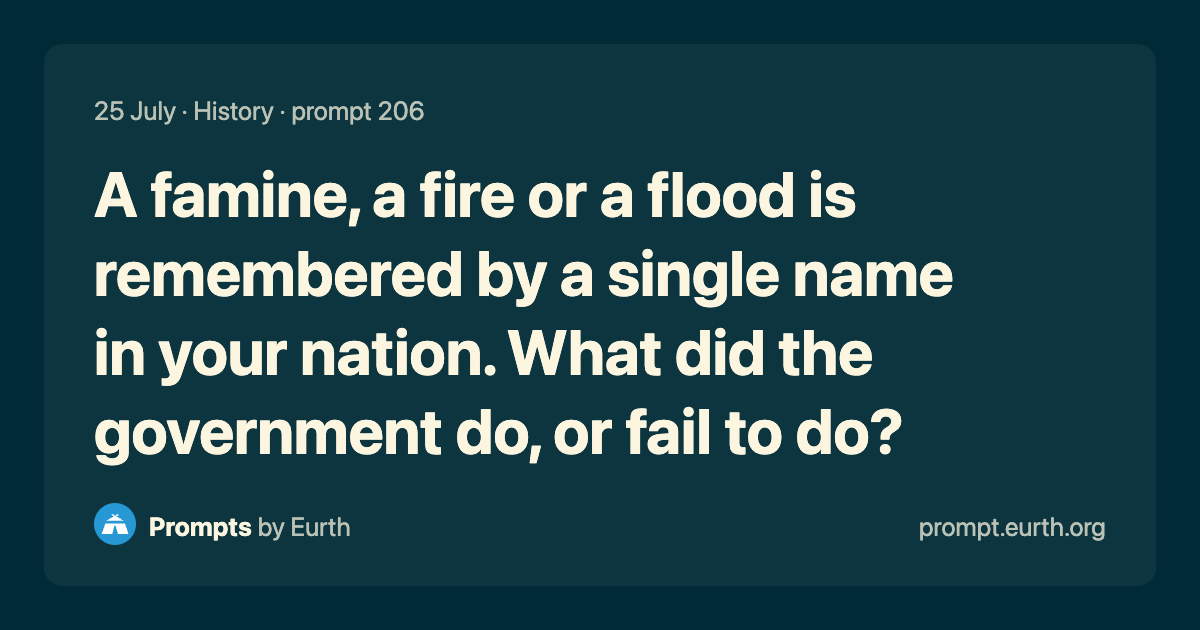 25 July · History · prompt 206
A famine, a fire or a flood is
remembered by a single name
in your nation. What did the
government do, or fail to do?
Prompts by Eurth
prompt.eurth.org